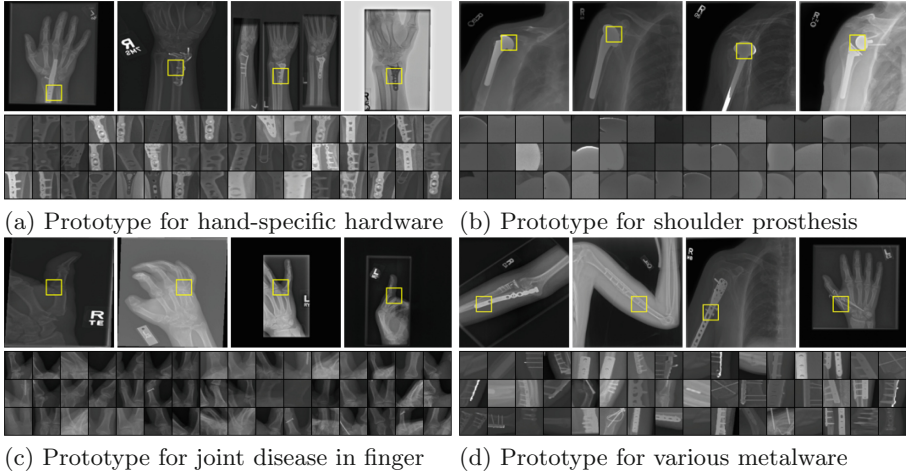 (a) Prototype for hand-specific hardware
(b) Prototype for shoulder prosthesis
R
TE
(c) Prototype for joint disease in finger
(d) Prototype for various metalware